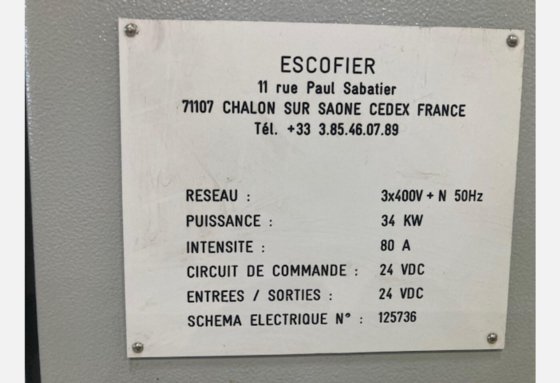 ESCOFIER
11 rue Paul Sabatier
71107 CHALON SUR SAONE CEDEX FRANCE
Tél. +33 3.85.46.07.89
RESEAU : 3x400V + N 50Hz
PUISSANCE : 34 KW
INTENSITE : 80 A
CIRCUIT DE COMMANDE : 24 VDC
ENTREES / SORTIES : 24 VDC
SCHEMA ELECTRIQUE N° : 125736